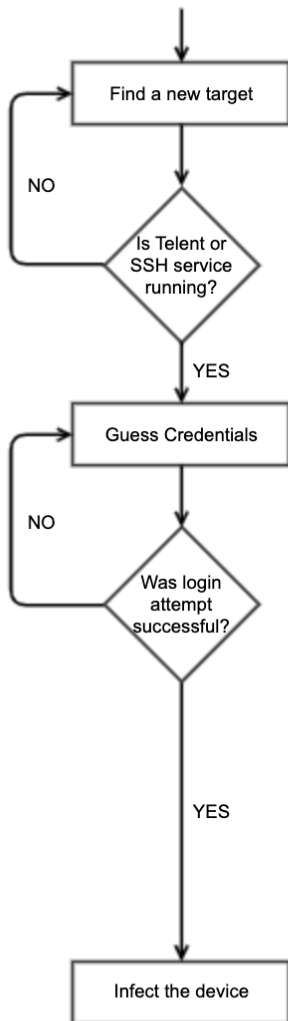 Find a new target
NO
Is Telent or
SSH service
running?
YES
Guess Credentials
NO
Was login
attempt
successful?
YES
Infect the device